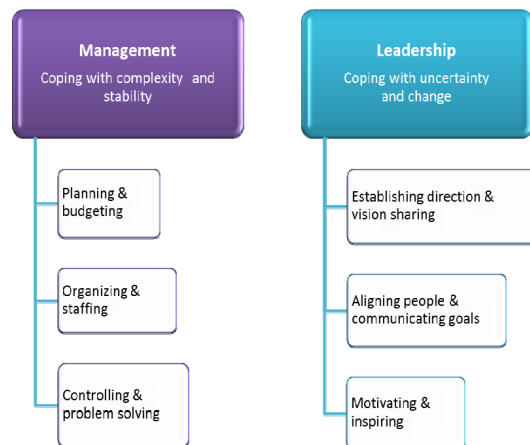 Management
Coping with complexity and
stability
Planning &
budgeting
Organizing &
staffing
Controlling &
problem solving
Leadership
Coping with uncertainty
and change
Establishing direction &
vision sharing
Aligning people &
communicating goals
Motivating &
inspiring